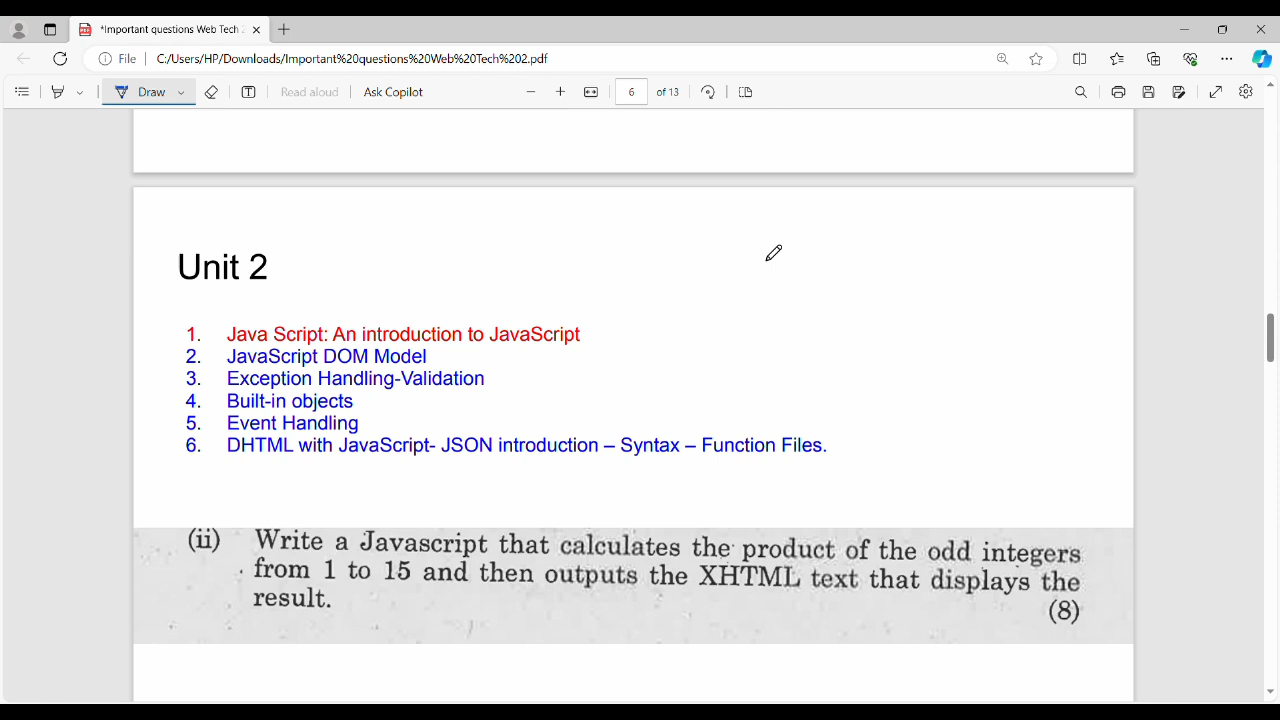 *Important questions Web Tech 2
File
C:/Users/HP/Downloads/Important%20questions%20Web%20Tech%202.pdf
Draw
Read aloud
Ask Copilot
6
of 13
Unit 2
1. Java Script: An introduction to JavaScript
2. JavaScript DOM Model
3. Exception Handling-Validation
4. Built-in objects
5. Event Handling
6. DHTML with JavaScript- JSON introduction – Syntax – Function Files.
(ii) Write a Javascript that calculates the product of the odd integers
from 1 to 15 and then outputs the XHTML text that displays the
result.
(8)